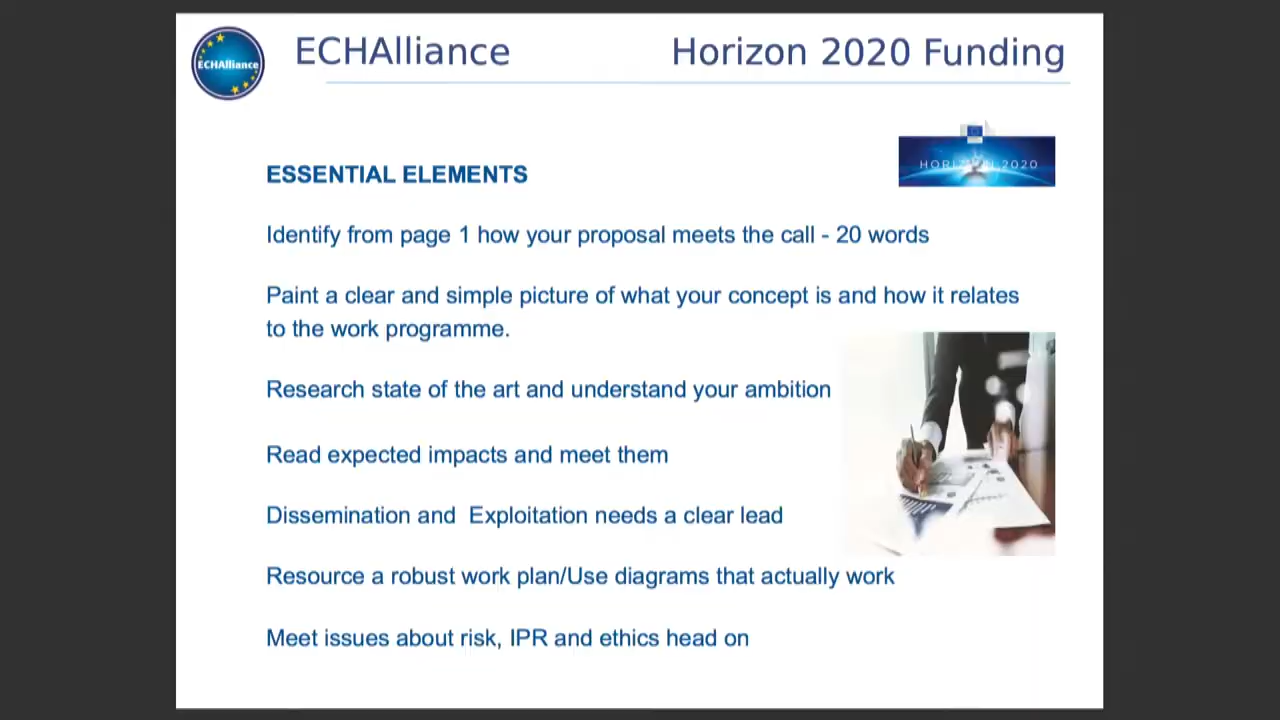 ECHAlliance
ECHAlliance
Horizon 2020 Funding
HORIZON 2020
ESSENTIAL ELEMENTS
Identify from page 1 how your proposal meets the call - 20 words
Paint a clear and simple picture of what your concept is and how it relates
to the work programme.
Research state of the art and understand your ambition
Read expected impacts and meet them
Dissemination and  Exploitation needs a clear lead
Resource a robust work plan/Use diagrams that actually work
Meet issues about risk, IPR and ethics head on